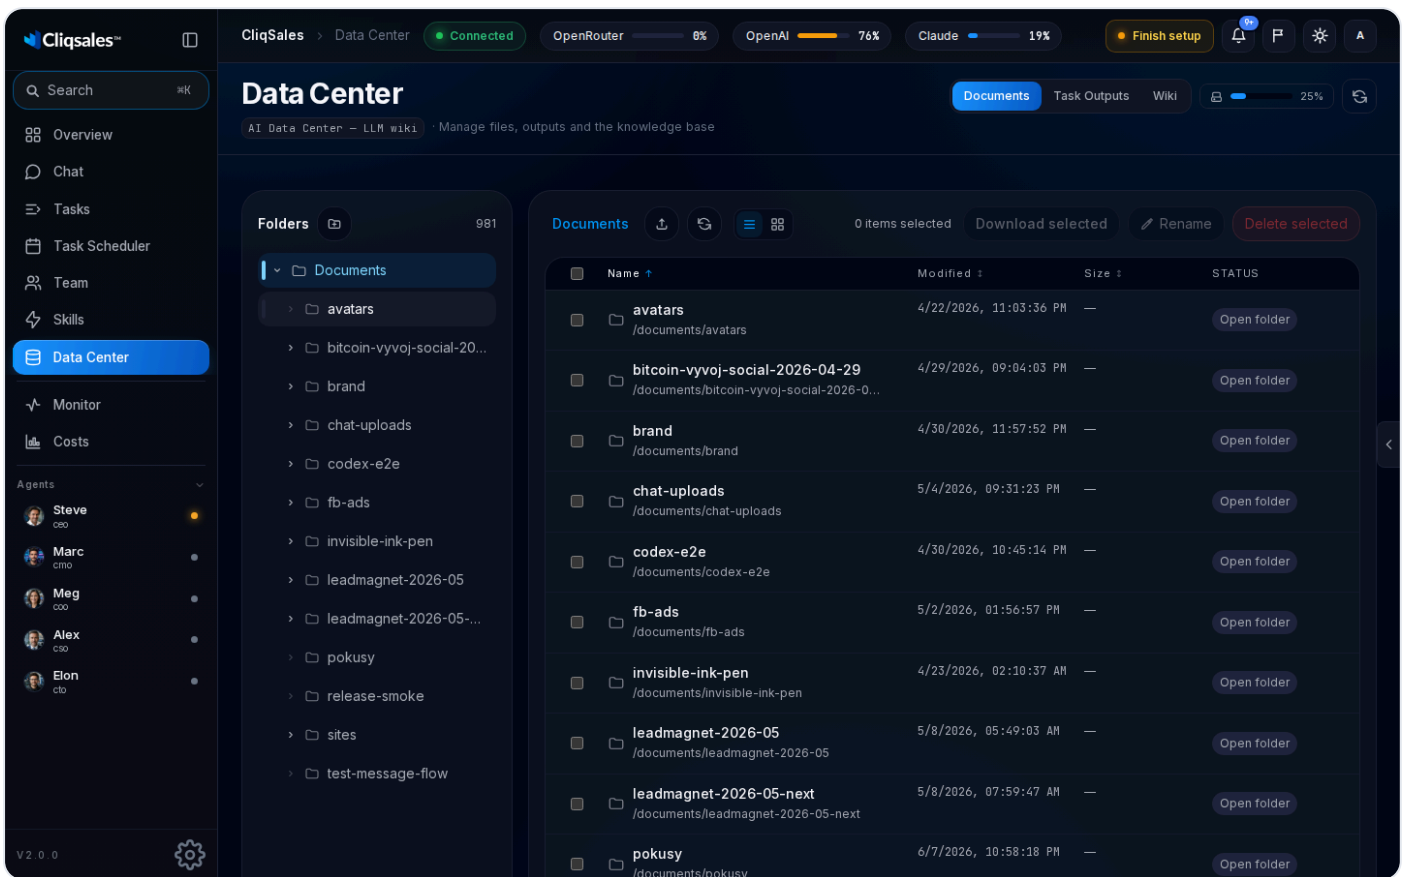 Cliqsales™
Search ⌘K
Overview
Chat
Tasks
Task Scheduler
Team
Skills
Data Center
Monitor
Costs
Agents
Steve
ceo
Marc
cmo
Meg
coo
Alex
cso
Elon
cto
V2.0.0
CliqSales > Data Center
Connected
OpenRouter 0%
OpenAI 76%
Claude 19%
Finish setup
9+
A
Data Center
AI Data Center — LLM wiki · Manage files, outputs and the knowledge base
Documents Task Outputs Wiki
25%
Folders 981
Documents
avatars
bitcoin-vyvoj-social-20...
brand
chat-uploads
codex-e2e
fb-ads
invisible-ink-pen
leadmagnet-2026-05
leadmagnet-2026-05-...
pokusy
release-smoke
sites
test-message-flow
Documents 0 items selected Download selected Rename Delete selected
Name ↑ Modified ↕ Size ↕ STATUS
avatars 4/22/2026, 11:03:36 PM — Open folder
/documents/avatars
bitcoin-vyvoj-social-2026-04-29 4/29/2026, 09:04:03 PM — Open folder
/documents/bitcoin-vyvoj-social-2026-0...
brand 4/30/2026, 11:57:52 PM — Open folder
/documents/brand
chat-uploads 5/4/2026, 09:31:23 PM — Open folder
/documents/chat-uploads
codex-e2e 4/30/2026, 10:45:14 PM — Open folder
/documents/codex-e2e
fb-ads 5/2/2026, 01:56:57 PM — Open folder
/documents/fb-ads
invisible-ink-pen 4/23/2026, 02:10:37 AM — Open folder
/documents/invisible-ink-pen
leadmagnet-2026-05 5/8/2026, 05:49:03 AM — Open folder
/documents/leadmagnet-2026-05
leadmagnet-2026-05-next 5/8/2026, 07:59:47 AM — Open folder
/documents/leadmagnet-2026-05-next
pokusy 6/7/2026, 10:58:18 PM — Open folder
/documents/pokusy